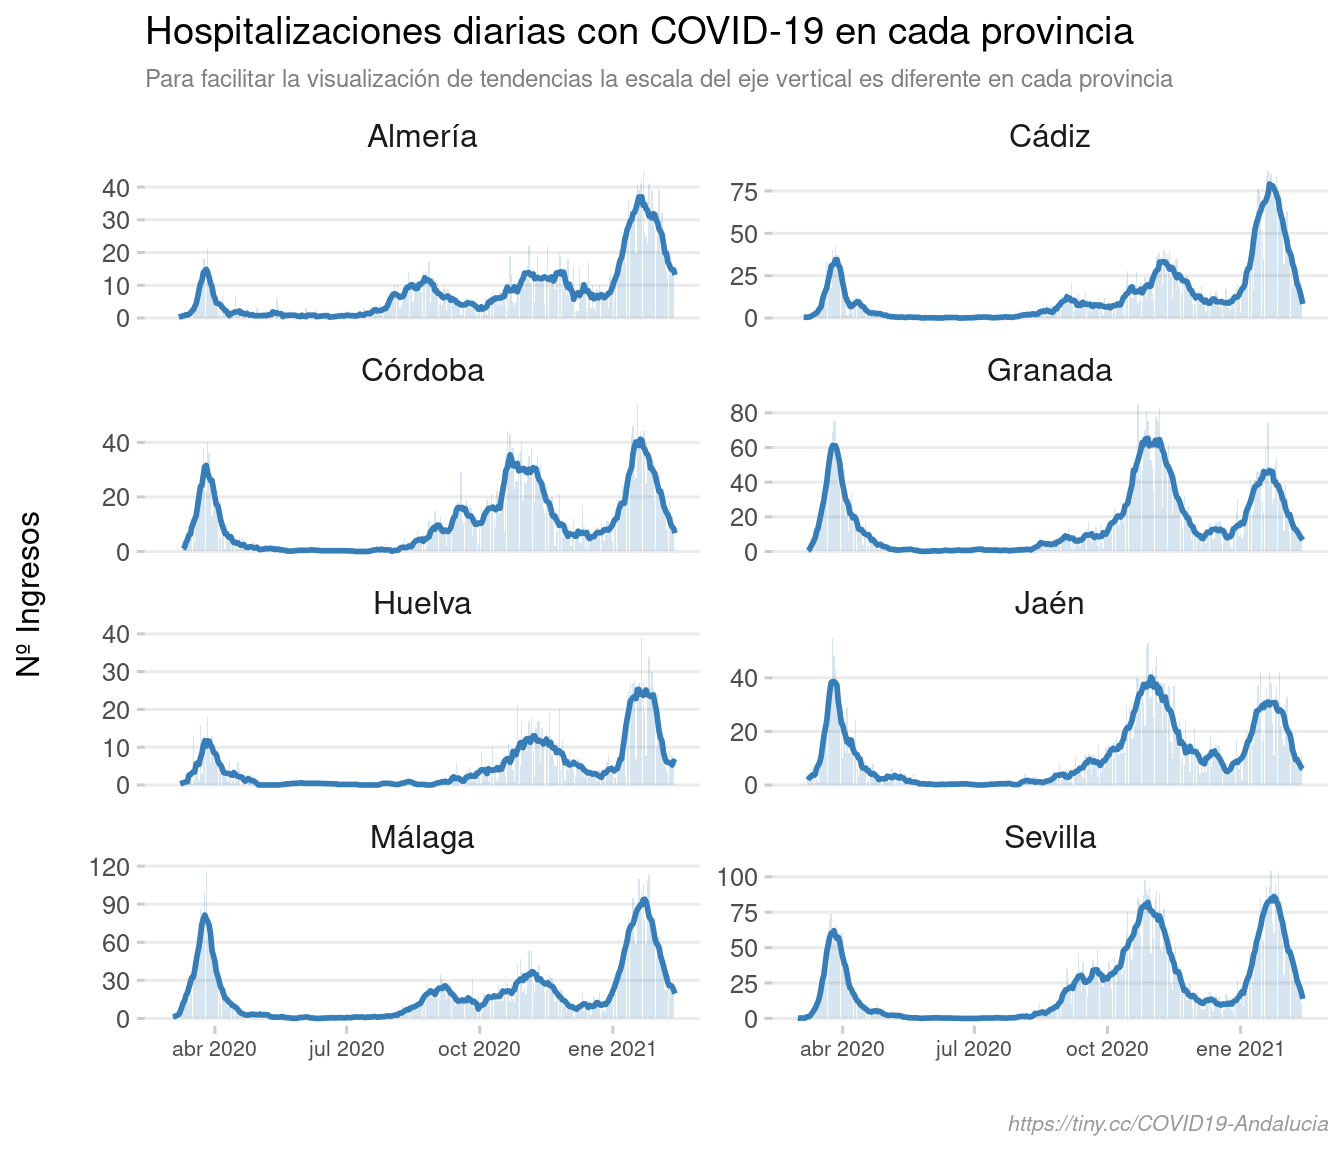 Hospitalizaciones diarias con COVID-19 en cada provincia
Para facilitar la visualización de tendencias la escala del eje vertical es diferente en cada provincia
Nº Ingresos
Almería
40
30
20
10
0
Cádiz
75
50
25
0
Córdoba
40
20
0
Granada
80
60
40
20
0
Huelva
40
30
20
10
0
Jaén
40
20
0
Málaga
120
90
60
30
0
abr 2020 jul 2020 oct 2020 ene 2021
Sevilla
100
75
50
25
0
abr 2020 jul 2020 oct 2020 ene 2021
https://tiny.cc/COVID19-Andalucia